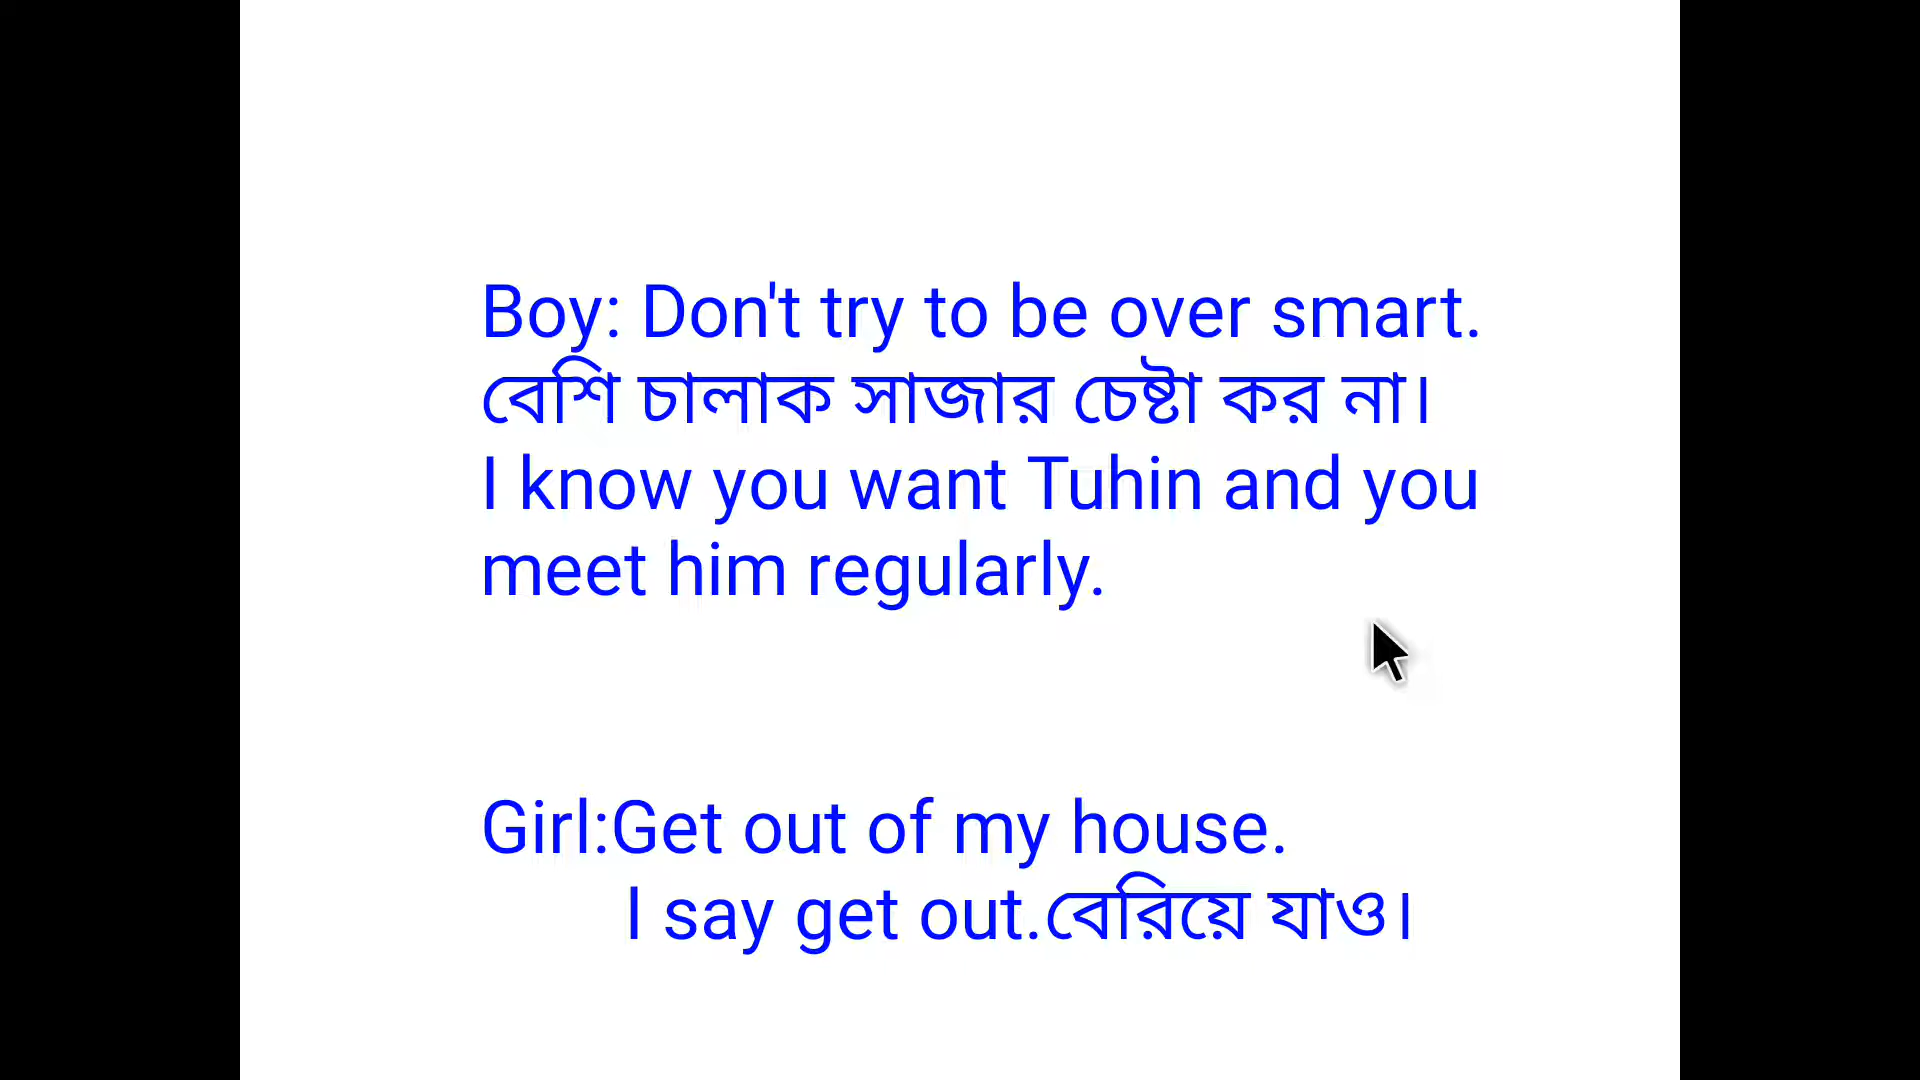 Boy: Don't try to be over smart.
বেশি চালাক সাজার চেষ্টা কর না।
I know you want Tuhin and you
meet him regularly.
Girl:Get out of my house.
I say get out.বেরিয়ে যাও।